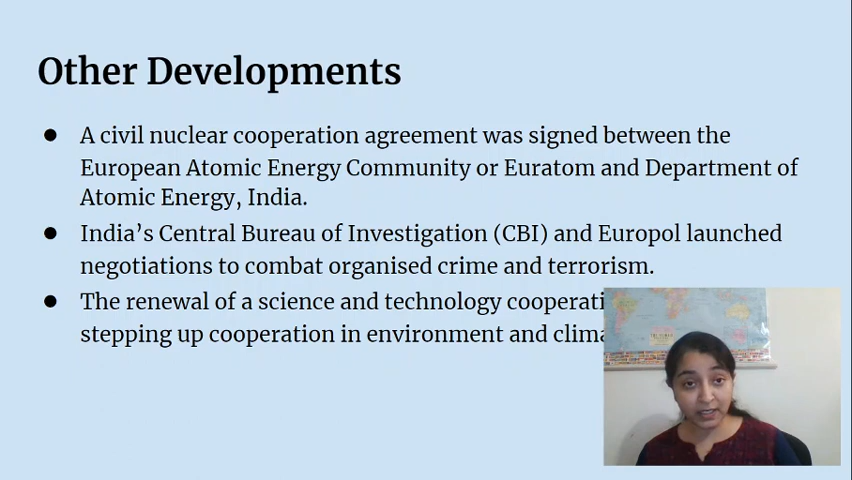 Other Developments
● A civil nuclear cooperation agreement was signed between the
European Atomic Energy Community or Euratom and Department of
Atomic Energy, India.
● India’s Central Bureau of Investigation (CBI) and Europol launched
negotiations to combat organised crime and terrorism.
● The renewal of a science and technology
stepping up cooperation in environment and